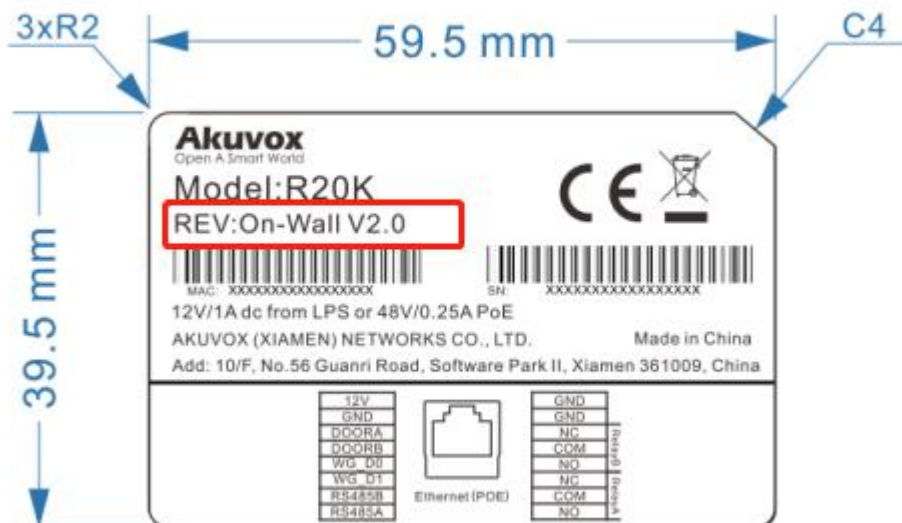 3xR2
59.5 mm
C4
39.5 mm
Akuvox
Open A Smart World
Model:R20K
REV:On-Wall V2.0
MAC: XXXXXXXXXXXXXXXXX
SN: XXXXXXXXXXXXXXXXX
12V/1A dc from LPS or 48V/0.25A PoE
AKUVOX (XIAMEN) NETWORKS CO., LTD. Made in China
Add: 10/F, No.56 Guanri Road, Software Park II, Xiamen 361009, China
12V
GND
DOORA
DOORB
WG_D0
WG_D1
RS485B
RS485A
Ethernet(POE)
GND
GND
NC
COM
NO
NC
COM
NO
RelayB
RelayA